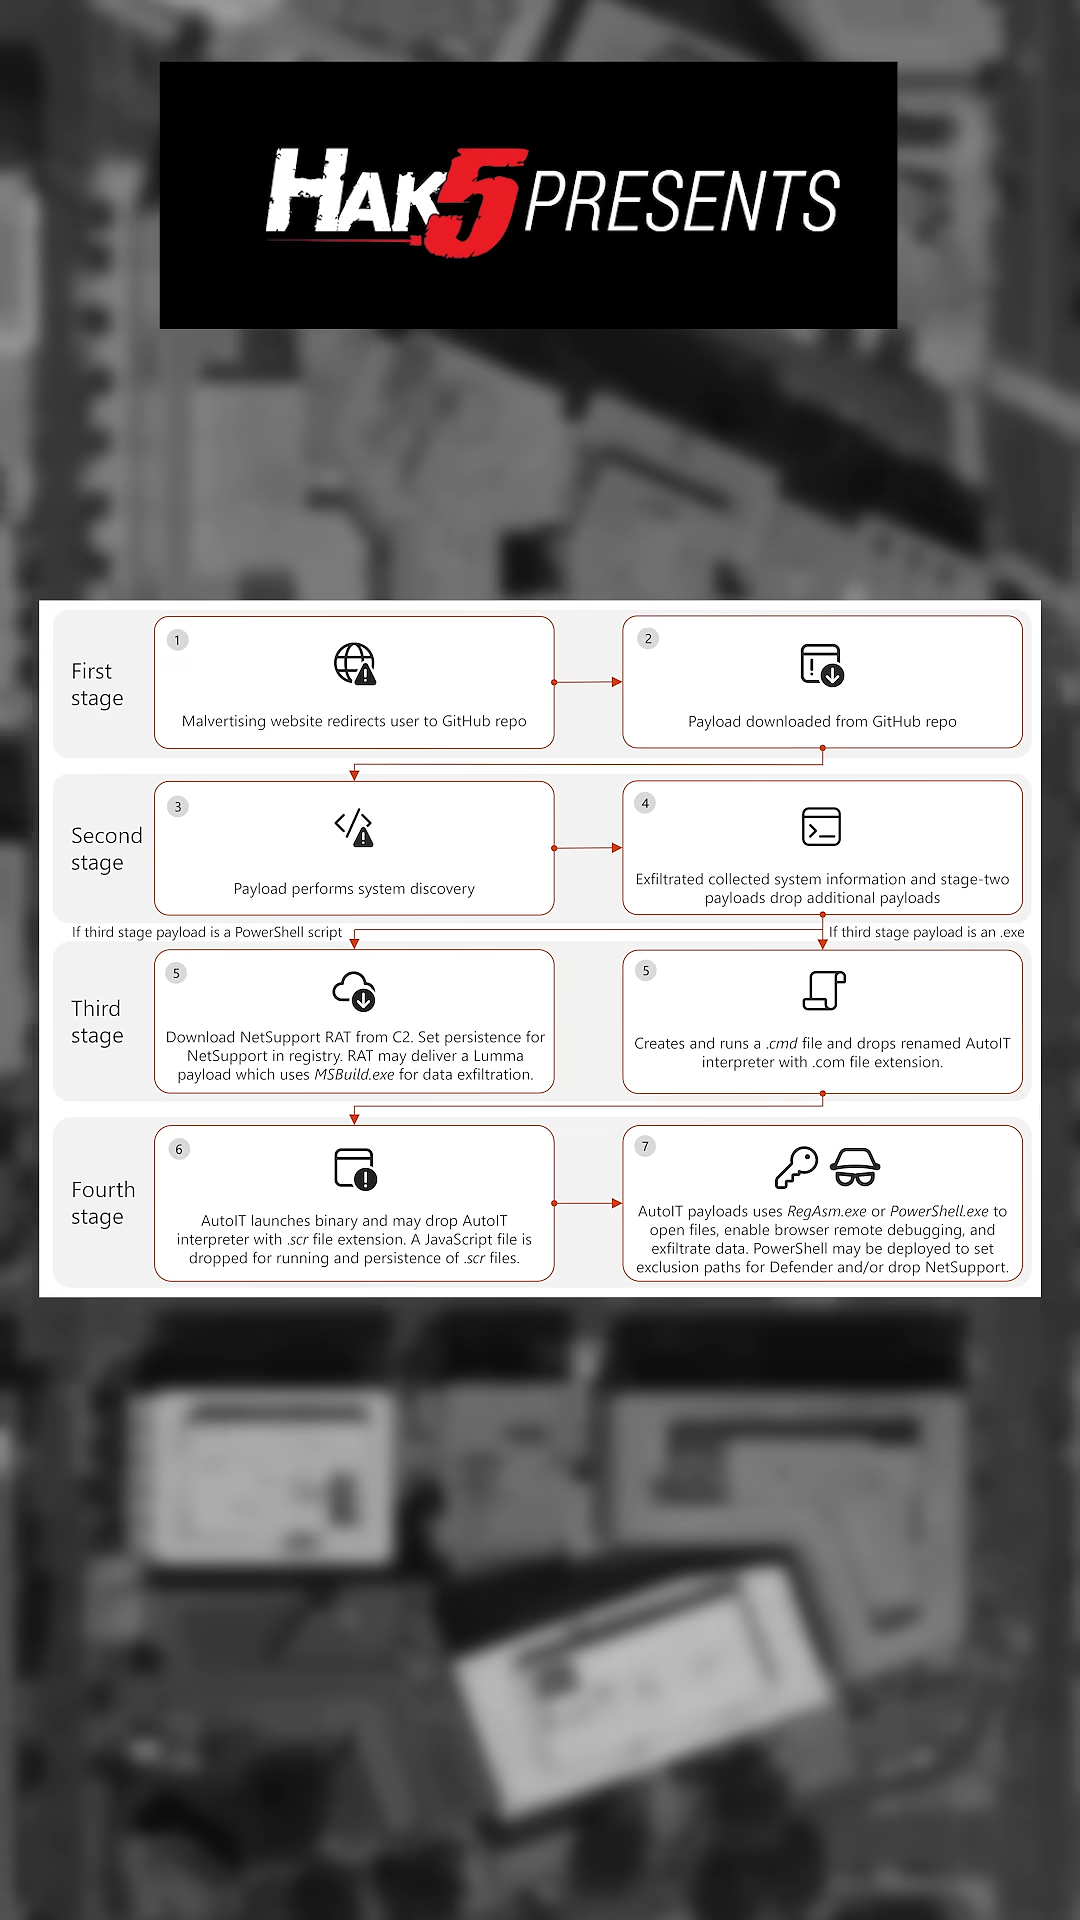 HAK5 PRESENTS
First
stage
1
Malvertising website redirects user to GitHub repo
2
Payload downloaded from GitHub repo
Second
stage
3
Payload performs system discovery
4
Exfiltrated collected system information and stage-two
payloads drop additional payloads
If third stage payload is a PowerShell script
If third stage payload is an .exe
Third
stage
5
Download NetSupport RAT from C2. Set persistence for
NetSupport in registry. RAT may deliver a Lumma
payload which uses MSBuild.exe for data exfiltration.
5
Creates and runs a .cmd file and drops renamed AutoIT
interpreter with .com file extension.
Fourth
stage
6
AutoIT launches binary and may drop AutoIT
interpreter with .scr file extension. A JavaScript file is
dropped for running and persistence of .scr files.
7
AutoIT payloads uses RegAsm.exe or PowerShell.exe to
open files, enable browser remote debugging, and
exfiltrate data. PowerShell may be deployed to set
exclusion paths for Defender and/or drop NetSupport.